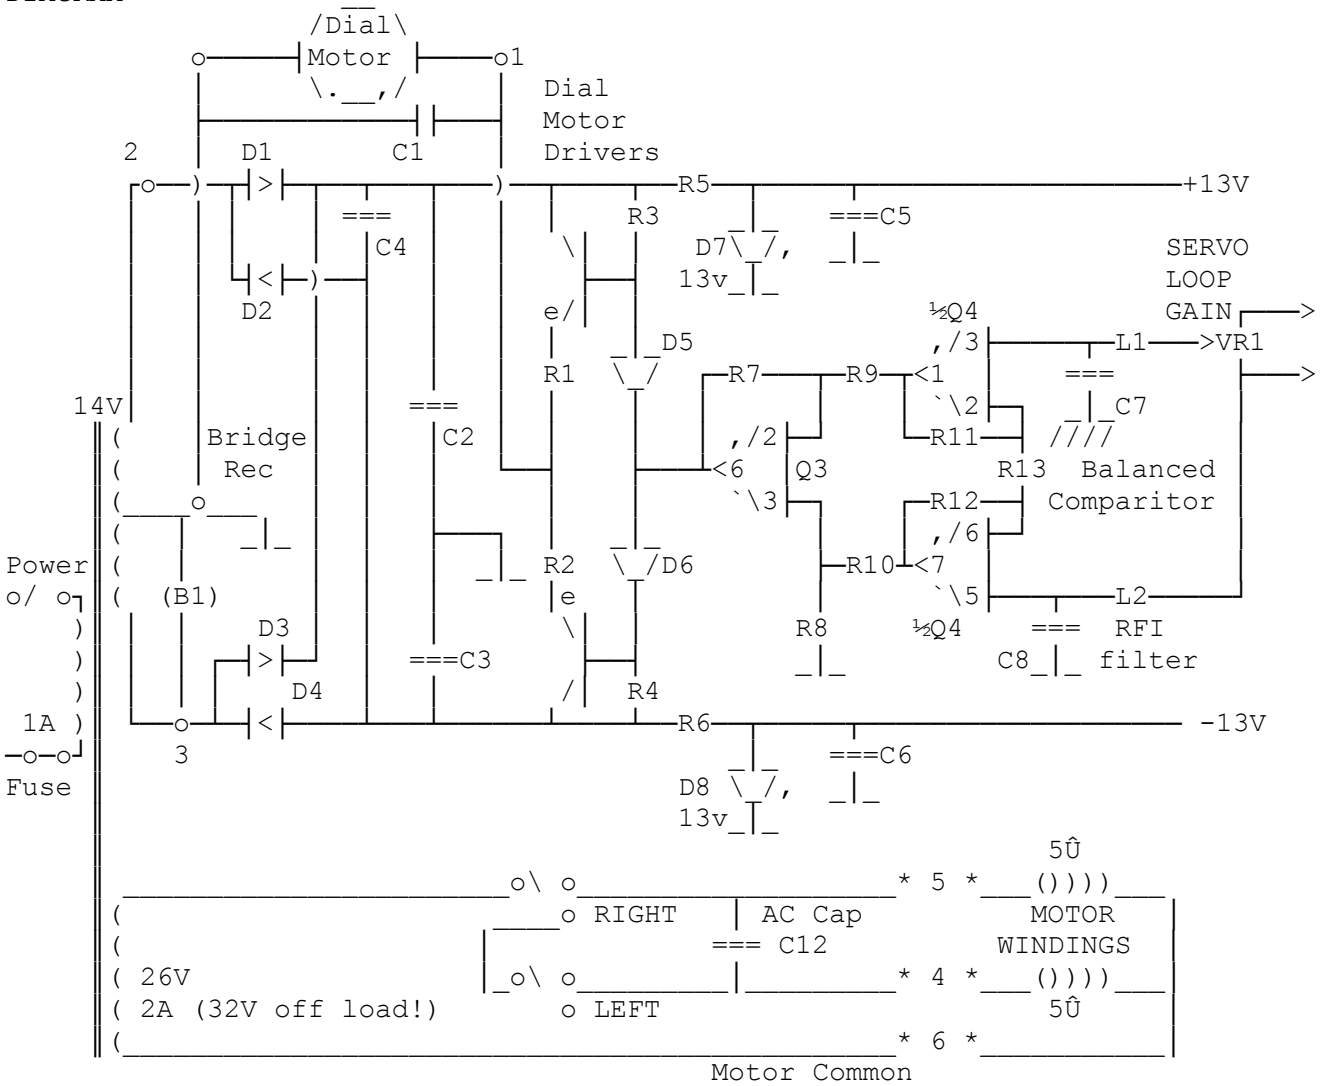 Dial
Motor
1
Dial
Motor
Drivers
2 D1 C1
R5 +13V
R3 C5
C4 D7 SERVO
13v LOOP
D2 e ½Q4 GAIN
D5 3 L1 VR1
R1 R7 R9 1
14V 2 C7
Bridge C2 2 R11
Rec 6 Q3 R13 Balanced
3 R12 Comparitor
6
Power R2 D6 R10 7
(B1) e 5 L2
D3 R8 ½Q4 RFI
C3 C8 filter
D4 R4
1A R6 -13V
3 C6
Fuse D8
13v
5Û
* 5 *
RIGHT AC Cap MOTOR
C12 WINDINGS
26V * 4 *
2A (32V off load!) LEFT 5Û
* 6 *
Motor Common